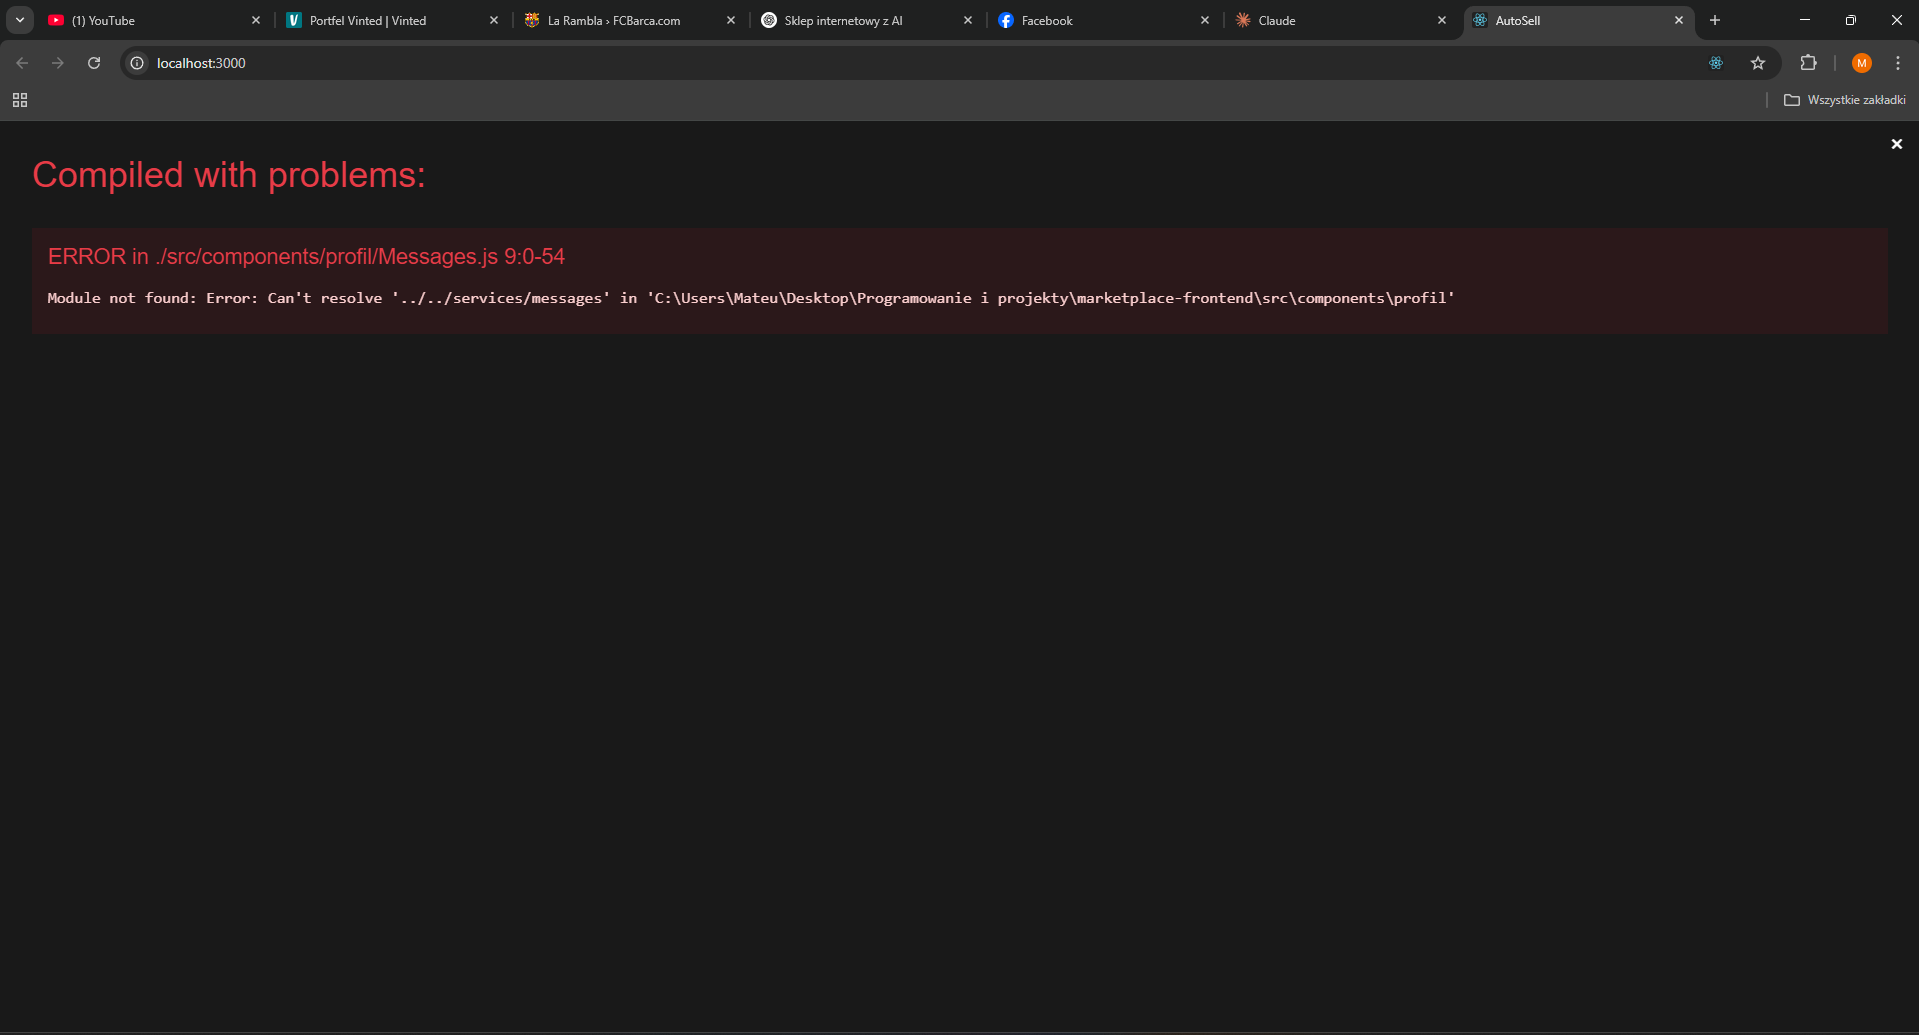 (1) YouTube
Portfel Vinted | Vinted
La Rambla › FCBarca.com
Sklep internetowy z AI
Facebook
Claude
AutoSell
localhost:3000
M
Wszystkie zakładki
Compiled with problems:
ERROR in ./src/components/profil/Messages.js 9:0-54
Module not found: Error: Can't resolve '../../services/messages' in 'C:\Users\Mateu\Desktop\Programowanie i projekty\marketplace-frontend\src\components\profil'